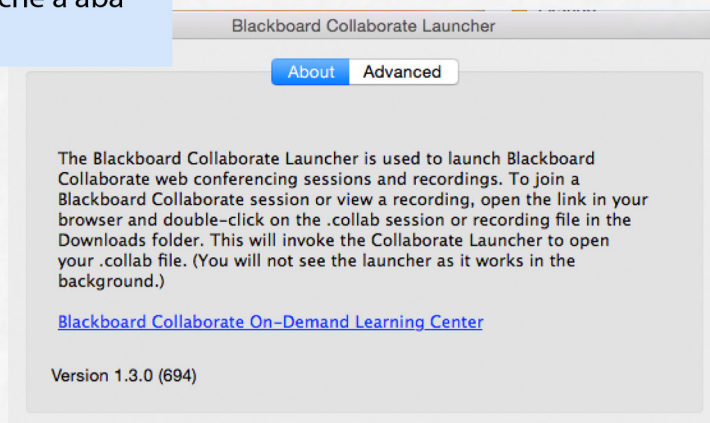 a aba
Blackboard Collaborate Launcher
About Advanced
The Blackboard Collaborate Launcher is used to launch Blackboard
Collaborate web conferencing sessions and recordings. To join a
Blackboard Collaborate session or view a recording, open the link in your
browser and double-click on the .collab session or recording file in the
Downloads folder. This will invoke the Collaborate Launcher to open
your .collab file. (You will not see the launcher as it works in the
background.)
Blackboard Collaborate On-Demand Learning Center
Version 1.3.0 (694)